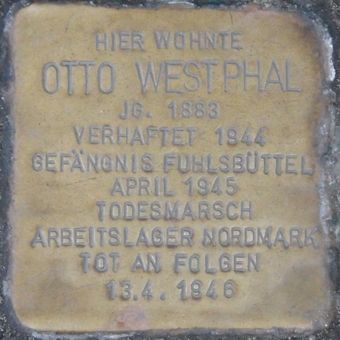 HIER WOHNTE
OTTO WESTPHAL
JG. 1883
VERHAFTET 1944
GEFÄNGNIS FUHLSBÜTTEL
APRIL 1945
TODESMARSCH
ARBEITSLAGER NORDMARK
TOT AN FOLGEN
13.4. 1946